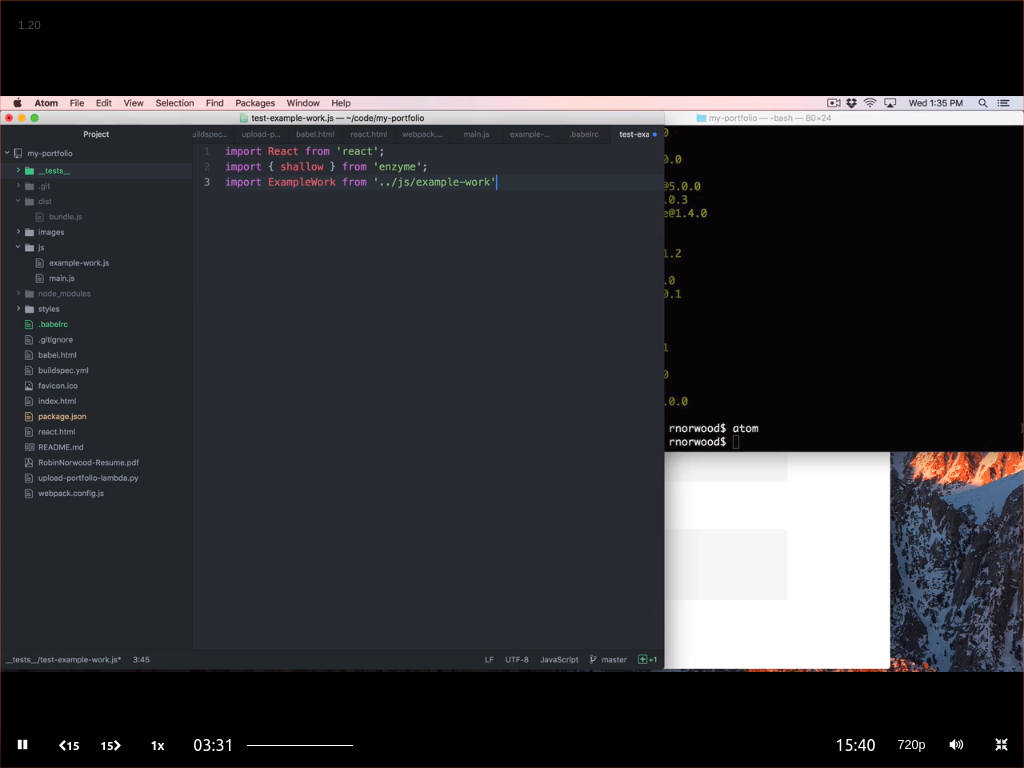 1.20
Atom File Edit View Selection Find Packages Window Help
Wed 1:35 PM
test-example-work.js — ~/code/my-portfolio
my-portfolio — -bash — 80×24
Project
uildspec... upload-p... babel.html react.html webpack.... main.js example-... .babelrc test-exa
my-portfolio
__tests__
.git
dist
bundle.js
images
js
example-work.js
main.js
node_modules
styles
.babelrc
.gitignore
babel.html
buildspec.yml
favicon.ico
index.html
package.json
react.html
README.md
RobinNorwood-Resume.pdf
upload-portfolio-lambda.py
webpack.config.js
1 import React from 'react';
2 import { shallow } from 'enzyme';
3 import ExampleWork from '../js/example-work'
0
0.0
@5.0.0
.0.3
e@1.4.0
1.2
.0
0.1
1
0
.0.0
rnorwood$ atom
rnorwood$
__tests__/test-example-work.js* 3:45
LF UTF-8 JavaScript master +1
15 15 1x 03:31
15:40 720p